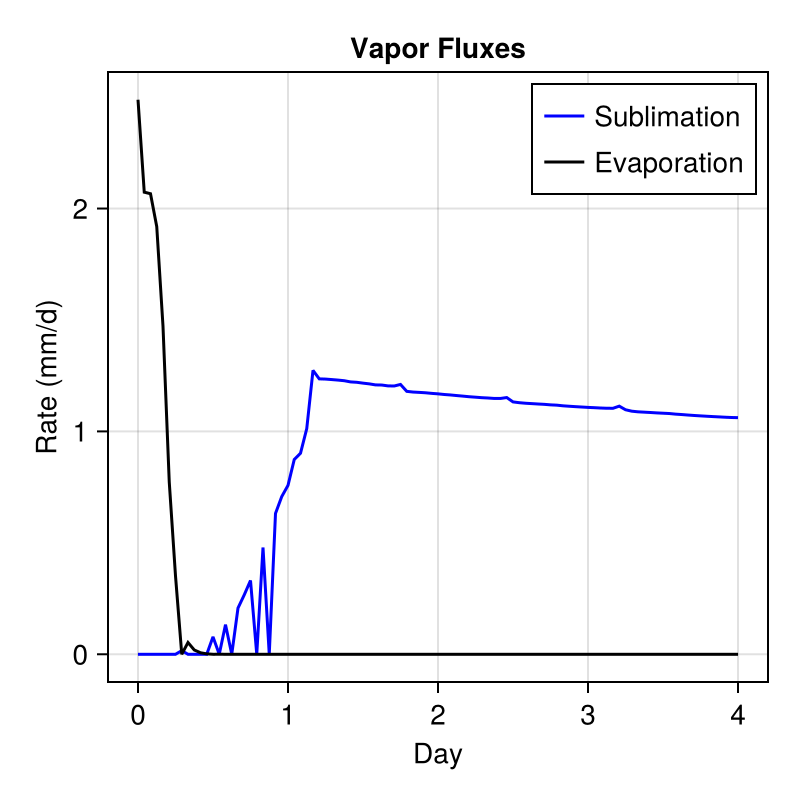 Vapor Fluxes
Sublimation
Evaporation
2
1
0
Rate (mm/d)
0 1 2 3 4
Day